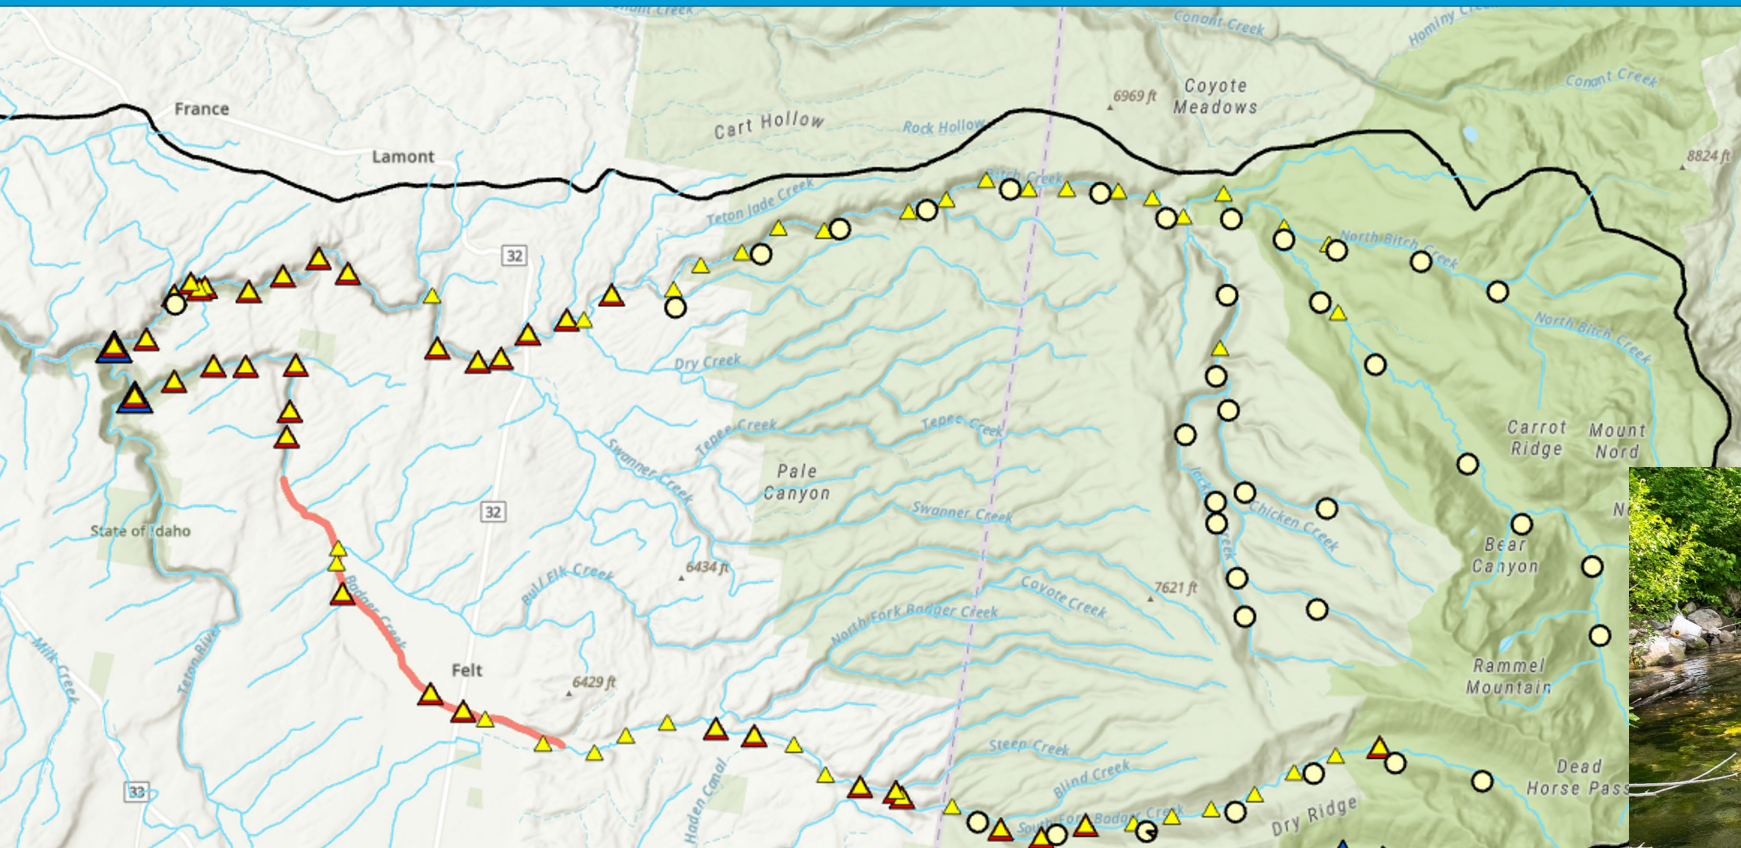 Conant Creek
Conant Creek
Hominy Creek
Conant Creek
France
6969 ft
Coyote
Meadows
Cart Hollow
Rock Hollow
Lamont
8824 ft
Bitch Creek
Teton Jade Creek
32
North Bitch Creek
North Bitch Creek
Dry Creek
Tepee Creek
Tepee Creek
Carrot
Ridge
Mount
Nord
Swanner Creek
Pale
Canyon
32
Swanner Creek
Chicken Creek
State of Idaho
Bear
Canyon
6434 ft
Bull Elk Creek
7621 ft
Coyote Creek
Badger Creek
North Fork Badger Creek
Milk Creek
Teton River
Felt
6429 ft
Rammel
Mountain
Steen Creek
Blind Creek
Haden Canal
33
Dead
Horse Pass
South Fork Badger Creek
Dry Ridge